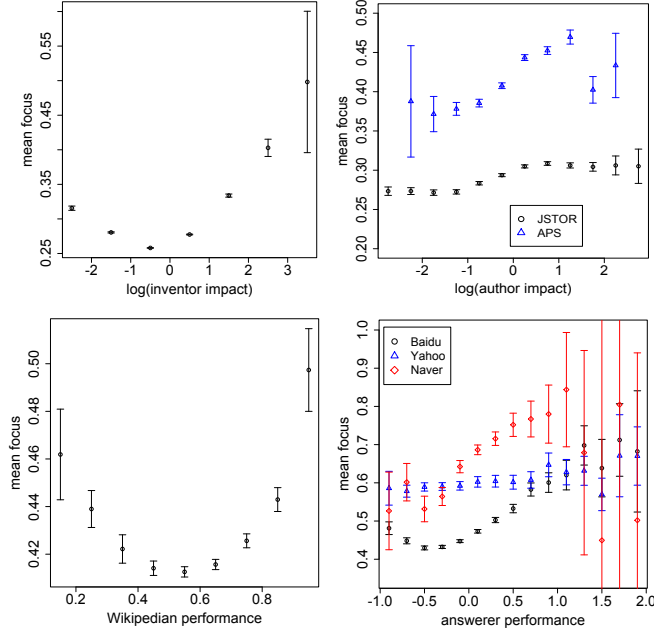 mean focus
0.25 0.35 0.45 0.55
-2 -1 0 1 2 3
log(inventor impact)
mean focus
0.20 0.25 0.30 0.35 0.40 0.45 0.50
JSTOR
APS
-2 -1 0 1 2
log(author impact)
mean focus
0.42 0.44 0.46 0.48 0.50
0.2 0.4 0.6 0.8
Wikipedian performance
mean focus
0.4 0.5 0.6 0.7 0.8 0.9 1.0
Baidu
Yahoo
Naver
-1.0 -0.5 0.0 0.5 1.0 1.5 2.0
answerer performance